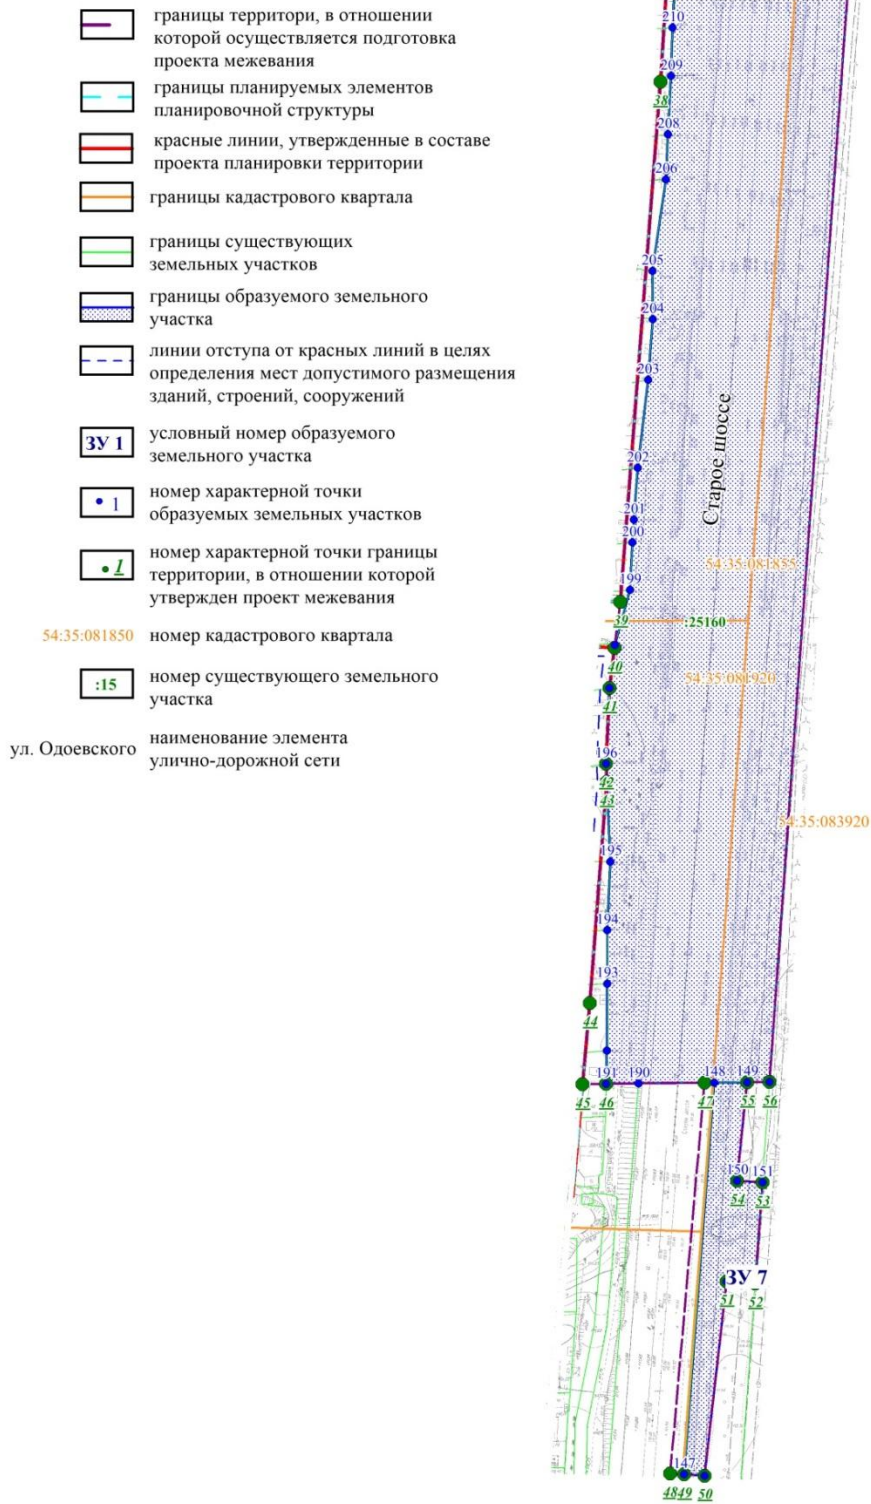 границы территори, в отношении
которой осуществляется подготовка
проекта межевания
границы планируемых элементов
планировочной структуры
красные линии, утвержденные в составе
проекта планировки территории
границы кадастрового квартала
границы существующих
земельных участков
границы образуемого земельного
участка
линии отступа от красных линий в целях
определения мест допустимого размещения
зданий, строений, сооружений
ЗУ 1
условный номер образуемого
земельного участка
1
номер характерной точки
образуемых земельных участков
1
номер характерной точки границы
территории, в отношении которой
утвержден проект межевания
54:35:081850
номер кадастрового квартала
:15
номер существующего земельного
участка
ул. Одоевского
наименование элемента
улично-дорожной сети
210
209
38
208
206
205
204
203
Старое шоссе
202
201
200
54:35:081855
199
39
:25160
40
54:35:081920
41
196
42
43
54:35:083920
195
194
193
44
191
190
148
149
45
46
47
55
56
150
151
54
53
ЗУ 7
51
52
147
48
49
50